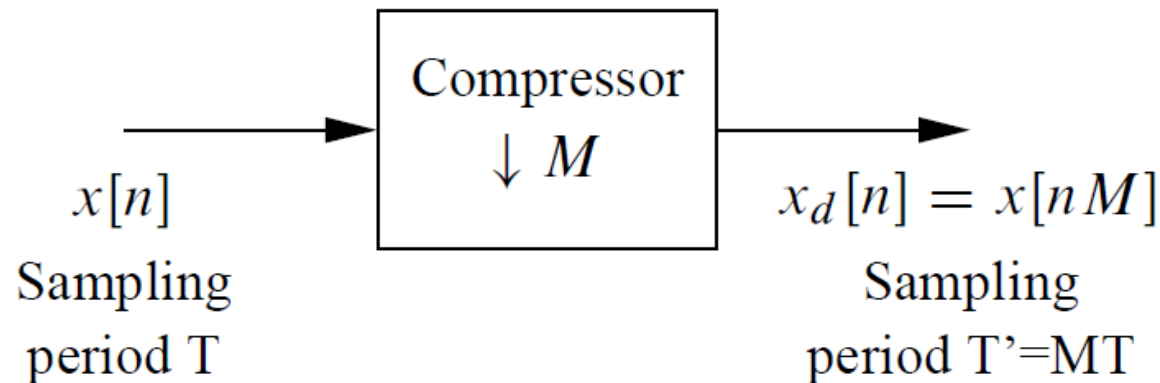 Compressor
↓ M
x[n]
Sampling
period T
x_d[n] = x[nM]
Sampling
period T’=MT